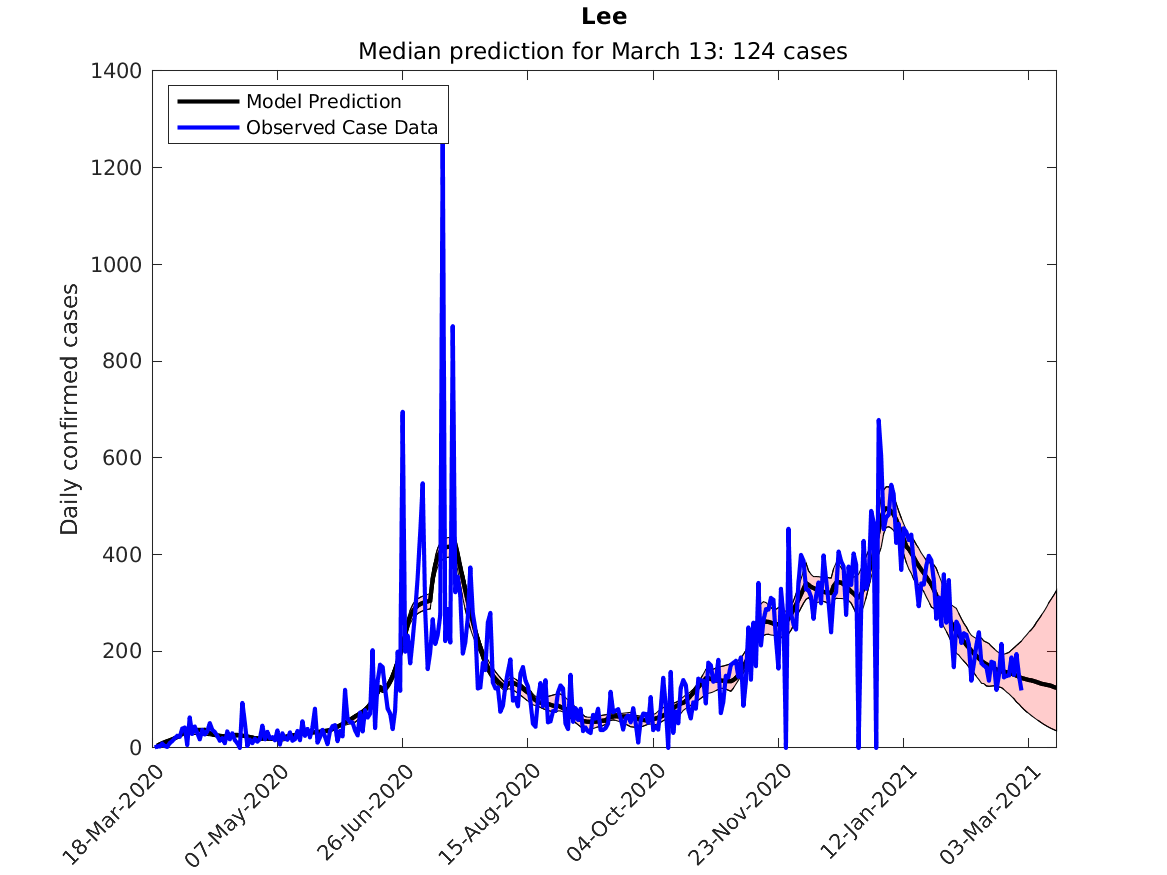 Lee
Median prediction for March 13: 124 cases
Model Prediction
Observed Case Data
Daily confirmed cases
1400
1200
1000
800
600
400
200
0
18-Mar-2020
07-May-2020
26-Jun-2020
15-Aug-2020
04-Oct-2020
23-Nov-2020
12-Jan-2021
03-Mar-2021